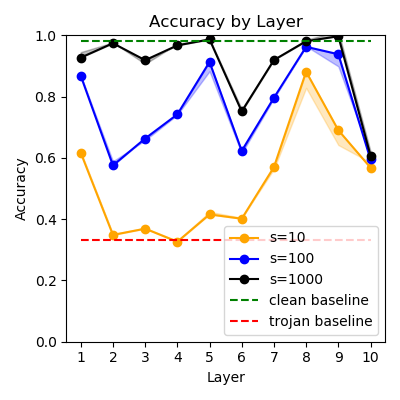 Accuracy by Layer
1.0
0.8
0.6
0.4
0.2
0.0
Accuracy
s=10
s=100
s=1000
clean baseline
trojan baseline
1 2 3 4 5 6 7 8 9 10
Layer